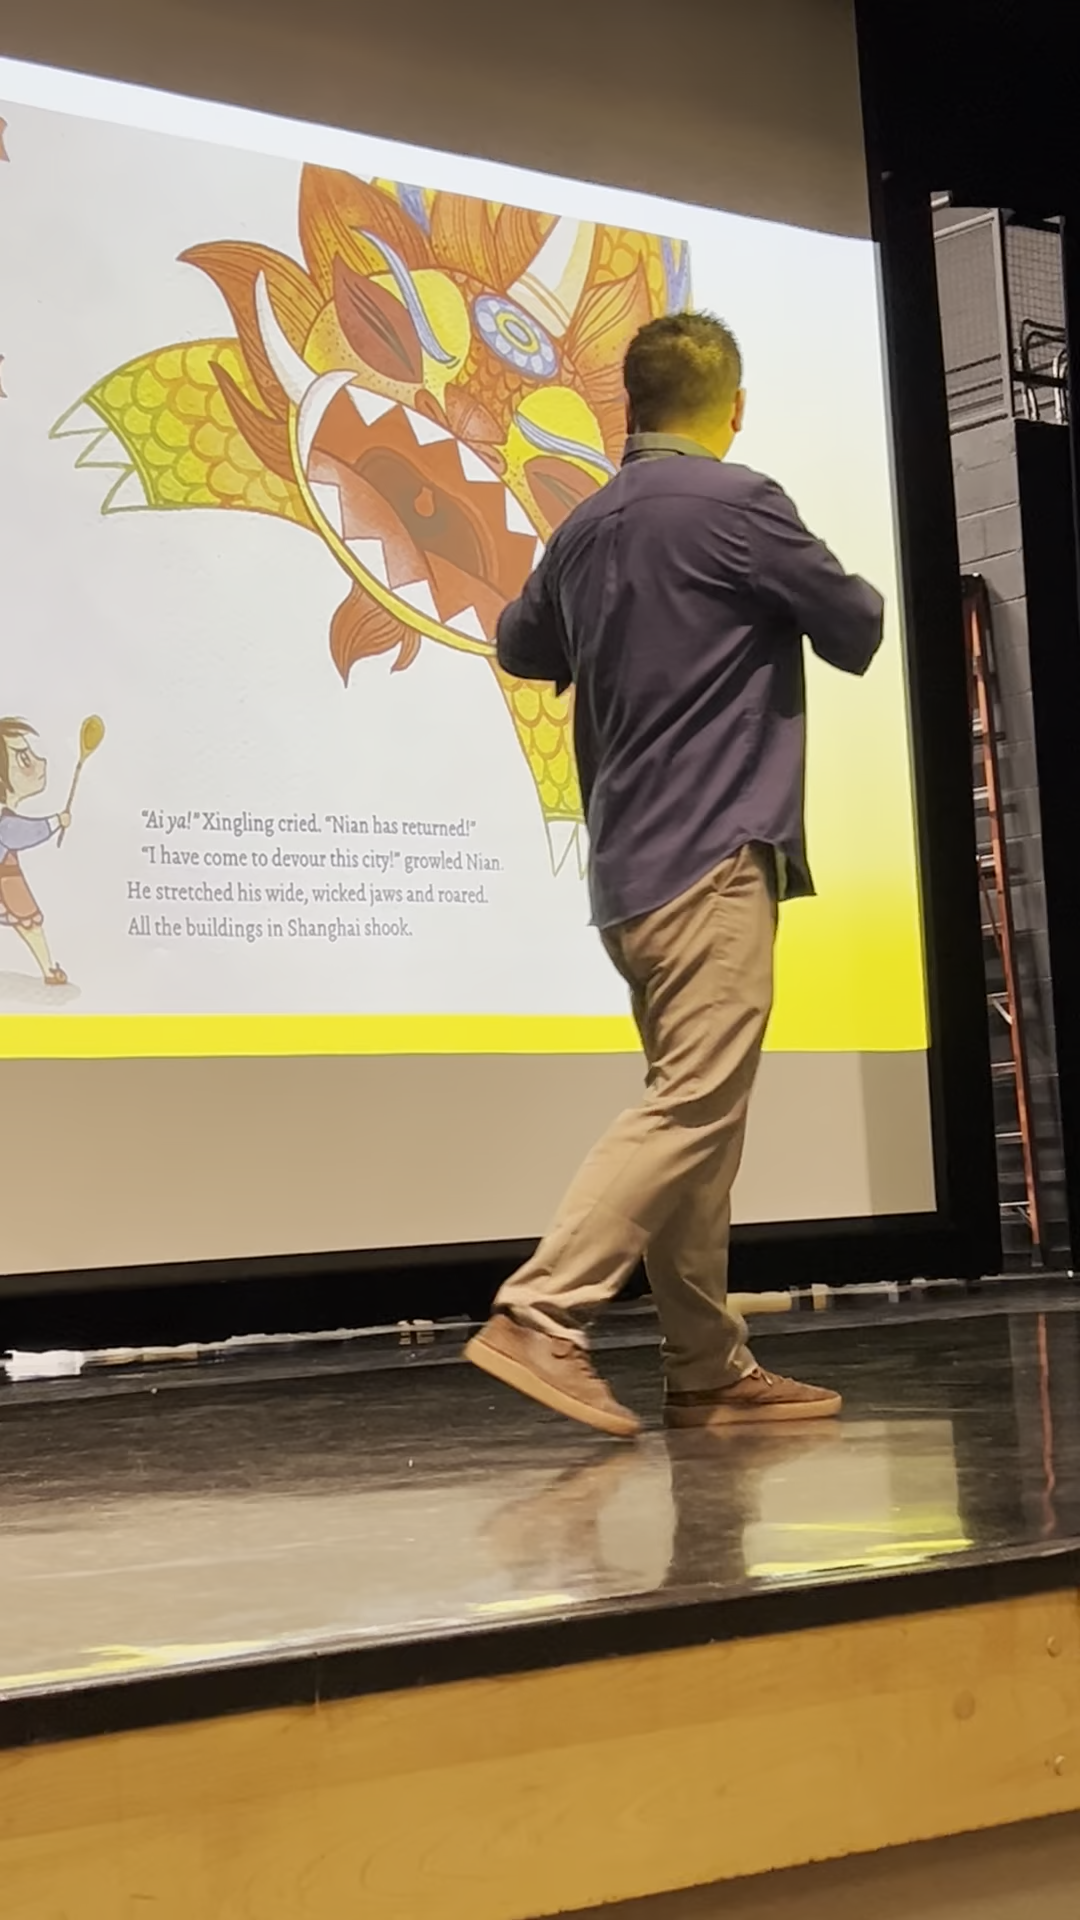 "Ai ya!" Xingling cried. "Nian has returned!"
"I have come to devour this city!" growled Nian.
He stretched his wide, wicked jaws and roared.
All the buildings in Shanghai shook.